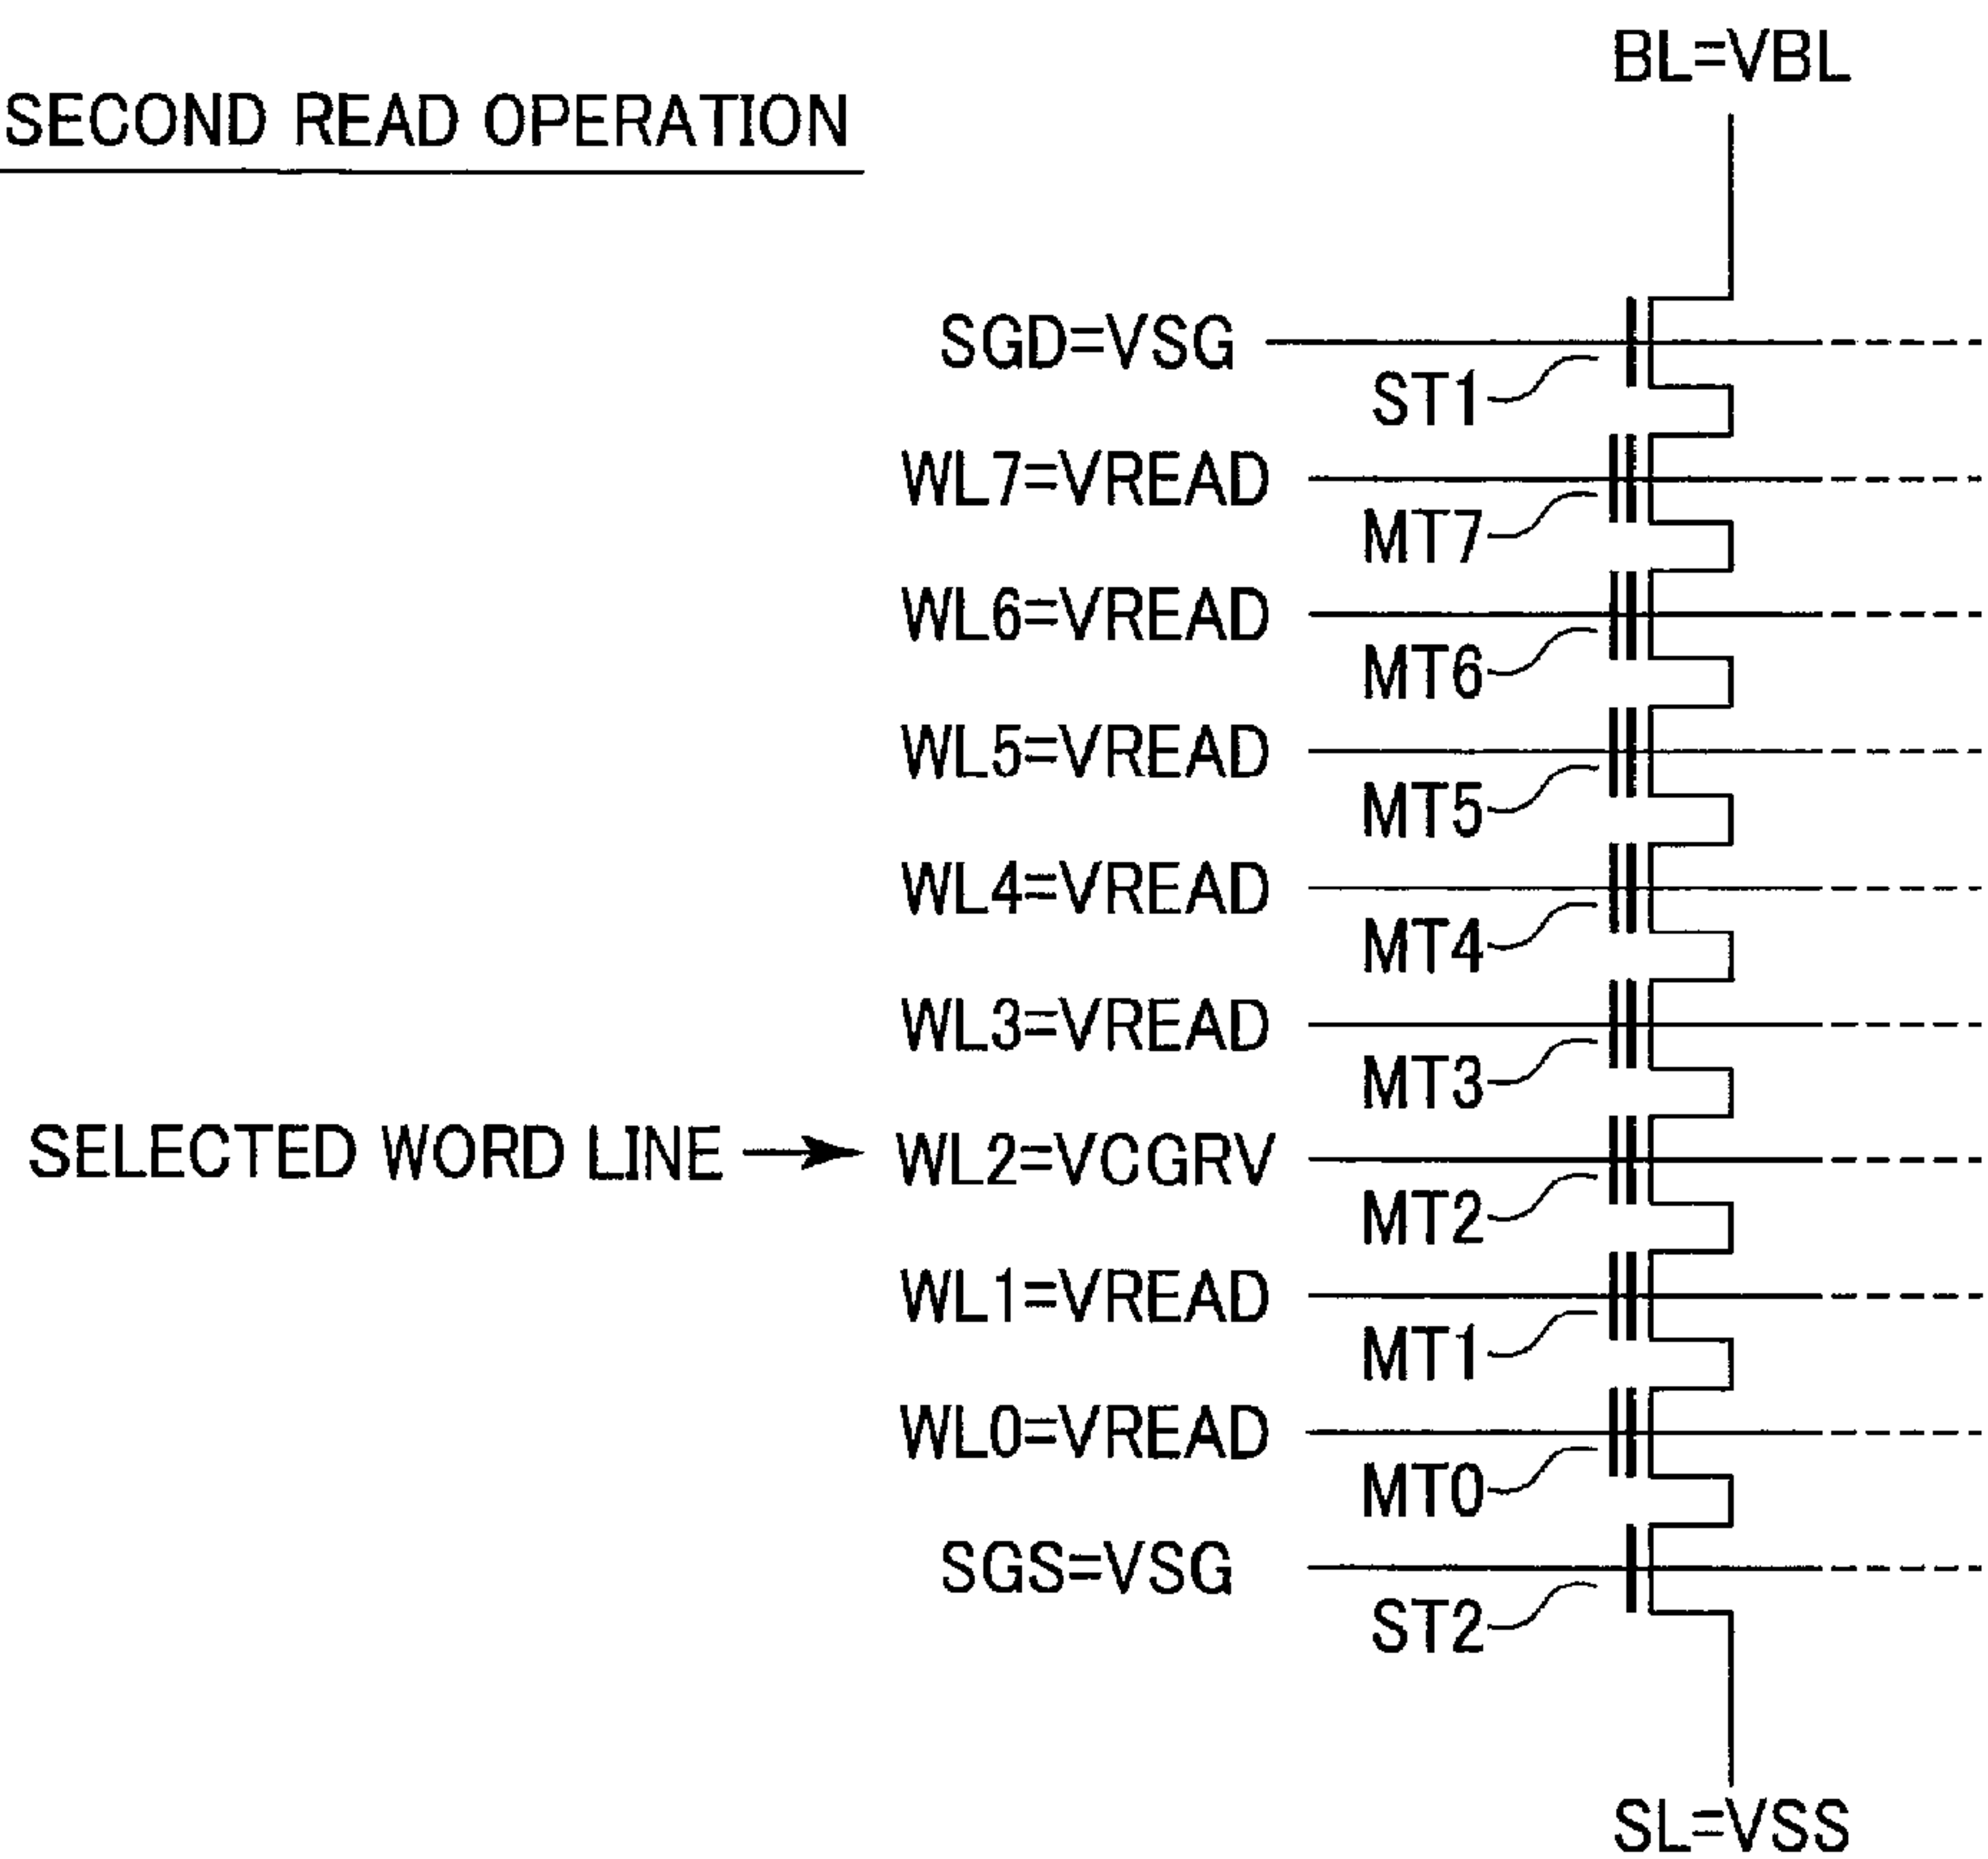 BL=VBL
SECOND READ OPERATION
SGD=VSG
ST1
WL7=VREAD
MT7
WL6=VREAD
MT6
WL5=VREAD
MT5
WL4=VREAD
MT4
WL3=VREAD
MT3
SELECTED WORD LINE
WL2=VCGRV
MT2
WL1=VREAD
MT1
WL0=VREAD
MT0
SGS=VSG
ST2
SL=VSS